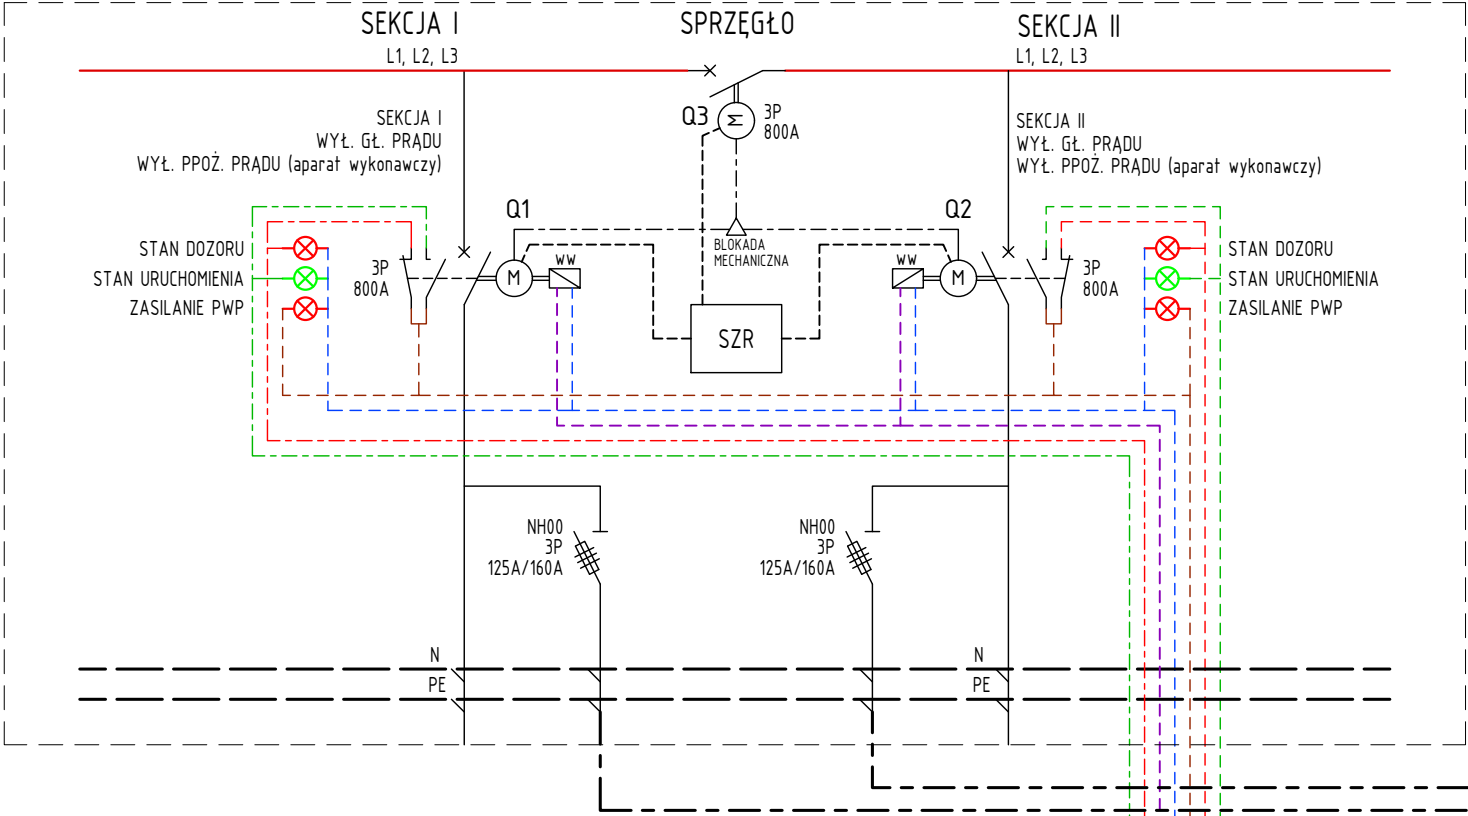 SEKCJA I
SPRZĘGŁO
SEKCJA II
L1, L2, L3
L1, L2, L3
Q3
3P
800A
SEKCJA I
WYŁ. GŁ. PRĄDU
WYŁ. PPOŻ. PRĄDU (aparat wykonawczy)
SEKCJA II
WYŁ. GŁ. PRĄDU
WYŁ. PPOŻ. PRĄDU (aparat wykonawczy)
M
Q1
Q2
STAN DOZORU
STAN URUCHOMIENIA
ZASILANIE PWP
3P
800A
M
WW
BLOKADA
MECHANICZNA
WW
M
3P
800A
STAN DOZORU
STAN URUCHOMIENIA
ZASILANIE PWP
SZR
NH00
3P
125A/160A
NH00
3P
125A/160A
N
N
PE
PE